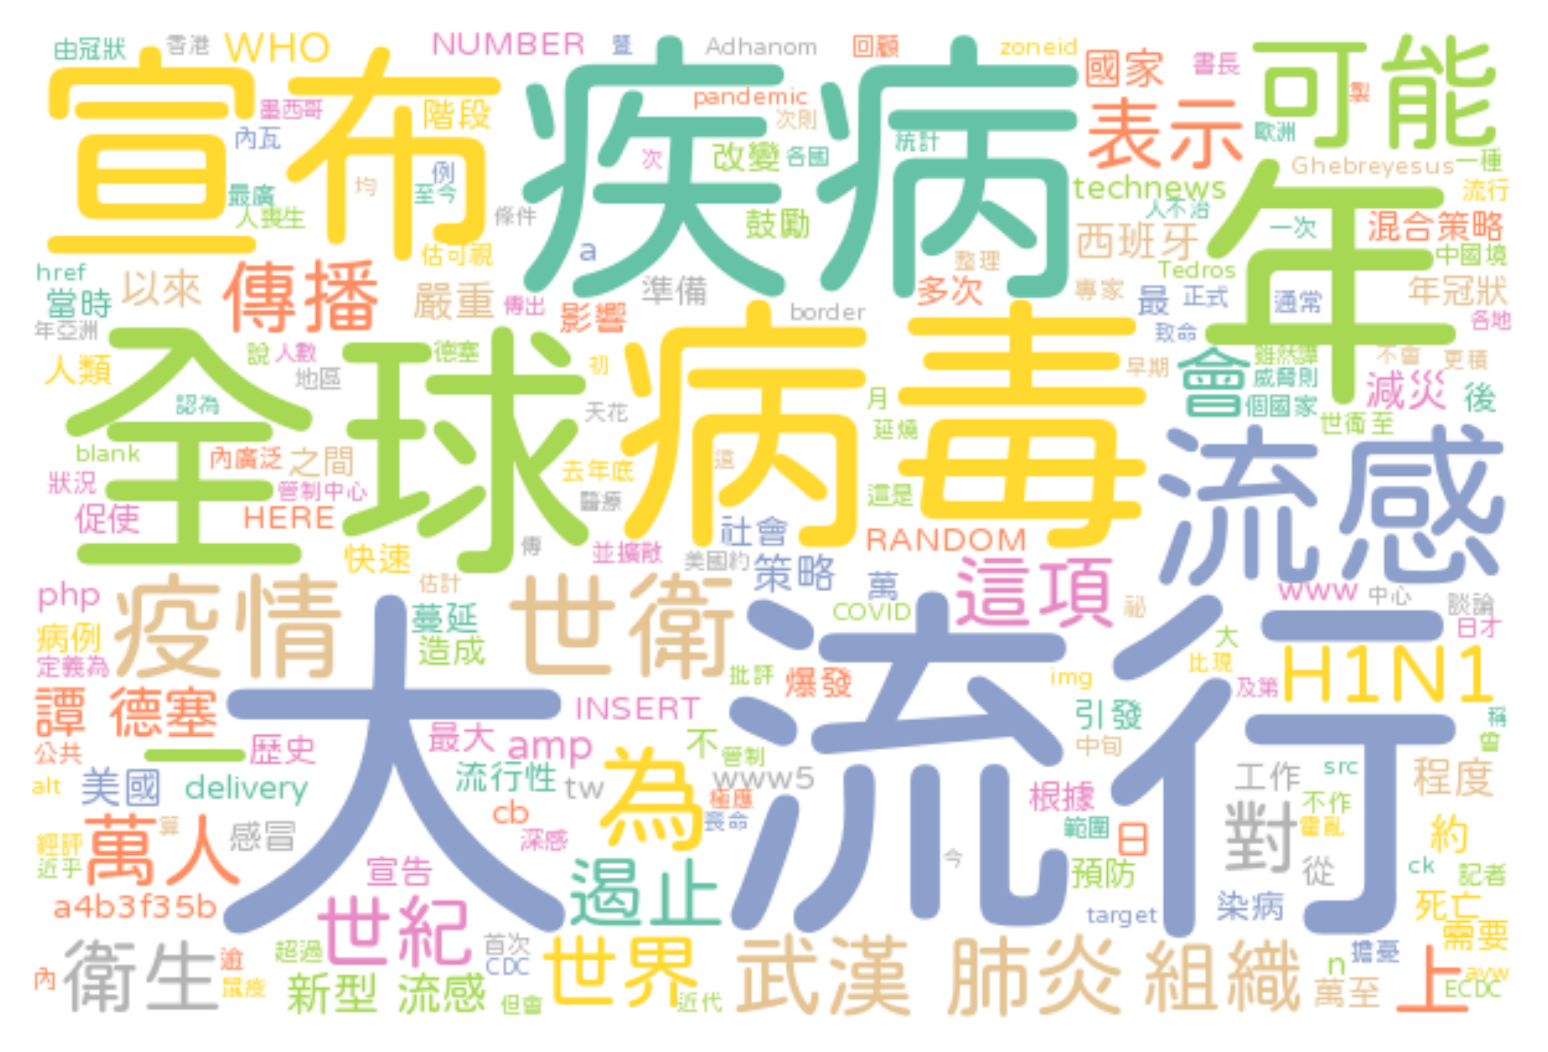 由冠狀 香港 WHO NUMBER 暨 Adhanom 回顧 zoneid 國家 書長 可能
宣布 疾病 墨西哥 階段 pandemic 次則 表示 製 歐洲
內瓦 例 次 改變 各國 統計 Ghebreyesus 一種
最廣 均 至今 technews 流行
人喪生 條件 鼓勵 人不治 年 一次 混合策略
估可視 a 整理 西班牙 Tedros 中國境
href 以來 傳播 嚴重 傳出 準備 多次 專家 最 正式 通常 年冠狀
當時 影響 border 致命 各地
年亞洲 說 人數 德塞 病毒 早期 會 雖然譚 不會 更積
人類 地區 初 威爾則 減災 後
全球 認為 天花 月 個國家 世衛至
blank 內廣泛 之間 去年底 這 延燒 流感
狀況 管制中心 醫療 這是
促使 HERE 社會 RANDOM
快速 傳 並擴散 美國約 策略 萬 這項 www 中心 談論
php 疫情 估計 世衛 COVID 祕 日才
病例 蔓延 大流行 大
定義為 造成 批評 爆發 img 比現 H1N1
譚德塞 INSERT 引發 及第 稱
公共 一 歷史 最大 amp 不 管制 中旬 曾
alt 美國 delivery 流行性 tw 為 www5 工作 src 程度
cb 極應 根據 不作
經評 萬人 算 感冒 深感 喪命 範圍 日 對 霍亂 約
近乎 宣告 遏止 今 預防 從 ck 記者
a4b3f35b 世紀 target 染病 死亡
衛生 逾 超過 首次 世界 武漢 肺炎 組織 需要
內 鼠疫 新型 流感 CDC 但會 近代 n 擔憂 萬至 上 avw ECDC